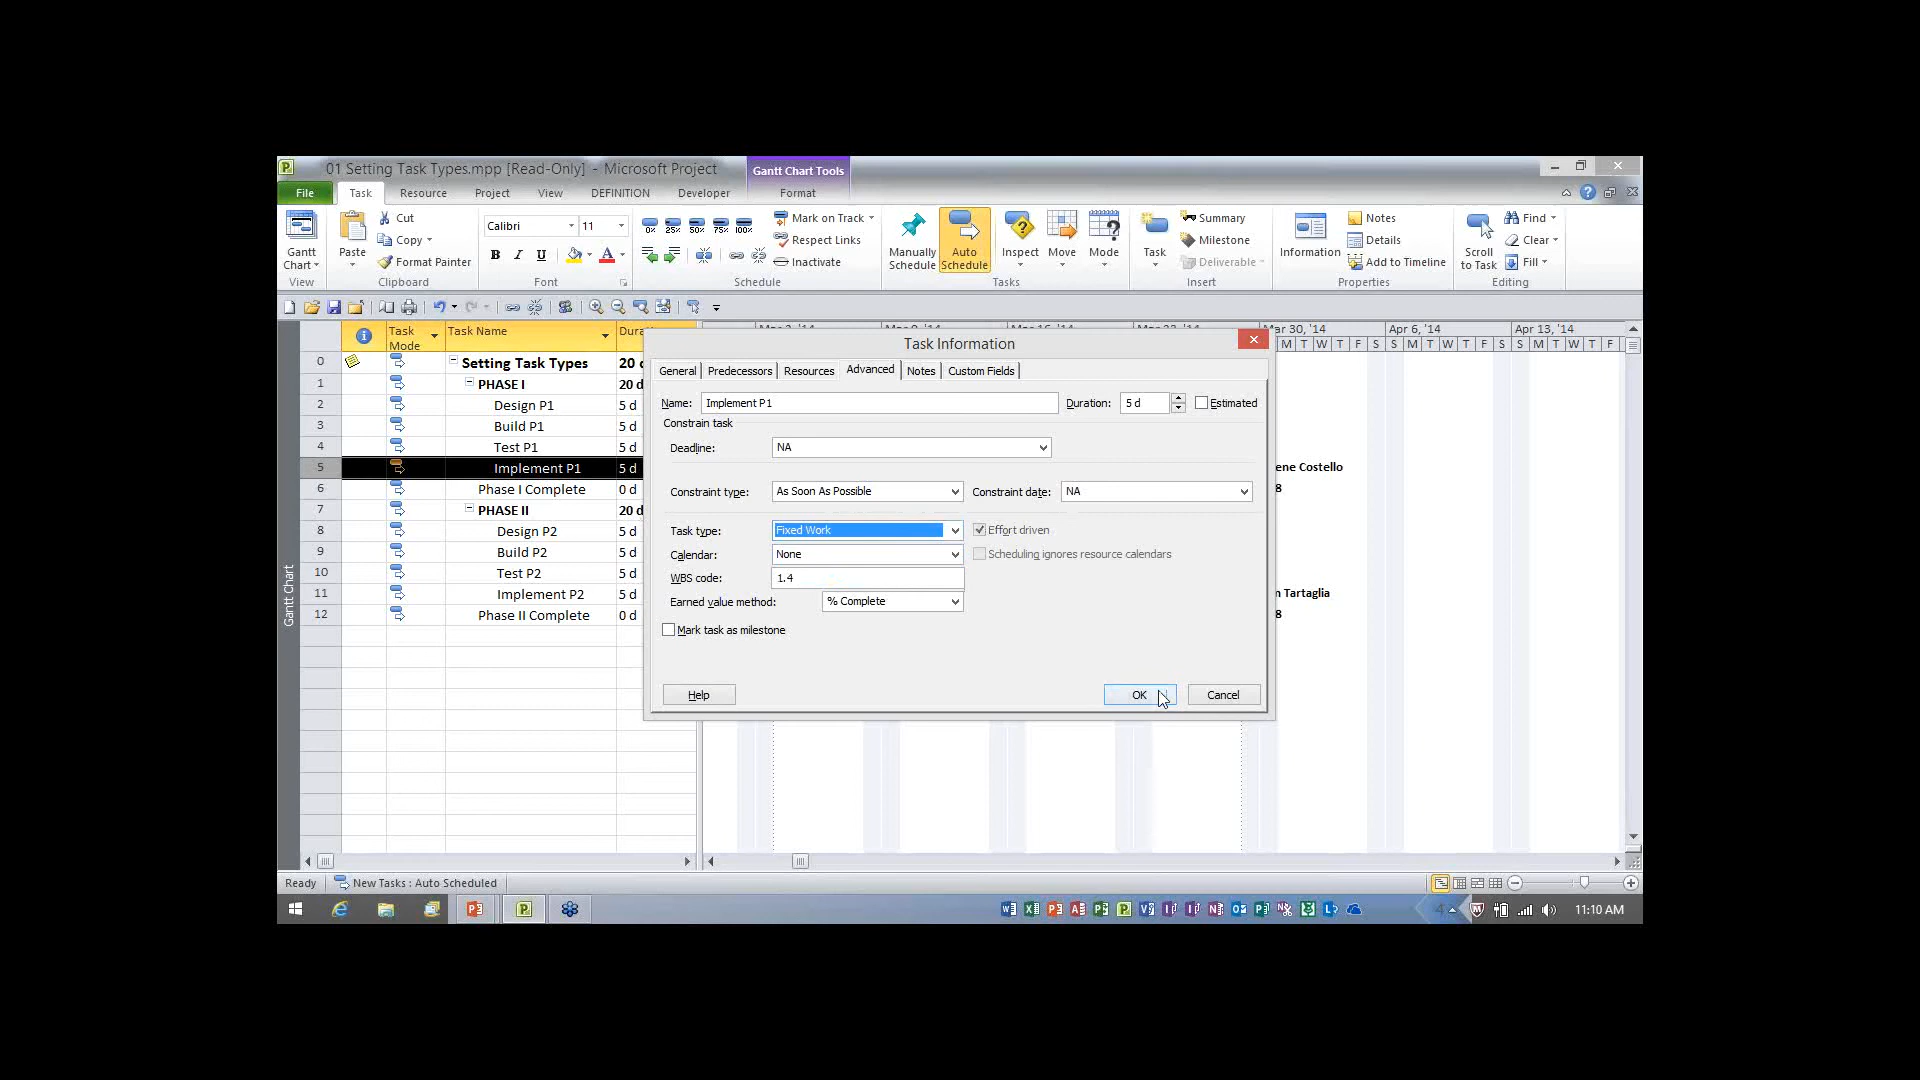 01 Setting Task Types.mpp [Read-Only] - Microsoft Project
Gantt Chart Tools
File Task Resource Project View DEFINITION Developer Format
Gantt Chart
View
Paste
Cut
Copy
Format Painter
Clipboard
Calibri 11
B I U A
Font
0% 25% 50% 75% 100%
Mark on Track
Respect Links
Inactivate
Schedule
Manually Schedule
Auto Schedule
Inspect
Move
Mode
Tasks
Task
Summary
Milestone
Deliverable
Insert
Information
Notes
Details
Add to Timeline
Properties
Scroll to Task
Find
Clear
Fill
Editing
Task Mode Task Name
0 Setting Task Types 20 d
1 PHASE I 20 d
2 Design P1 5 d
3 Build P1 5 d
4 Test P1 5 d
5 Implement P1 5 d
6 Phase I Complete 0 d
7 PHASE II 20 d
8 Design P2 5 d
9 Build P2 5 d
10 Test P2 5 d
11 Implement P2 5 d
12 Phase II Complete 0 d
Gantt Chart
Mar 30, '14 Apr 6, '14 Apr 13, '14
M T W T F S S M T W T F S S M T W T F
ene Costello
8
n Tartaglia
8
Task Information
General Predecessors Resources Advanced Notes Custom Fields
Name: Implement P1 Duration: 5 d Estimated
Constrain task
Deadline: NA
Constraint type: As Soon As Possible Constraint date: NA
Task type: Fixed Work Effort driven
Calendar: None Scheduling ignores resource calendars
WBS code: 1.4
Earned value method: % Complete
Mark task as milestone
Help OK Cancel
Ready New Tasks : Auto Scheduled
11:10 AM